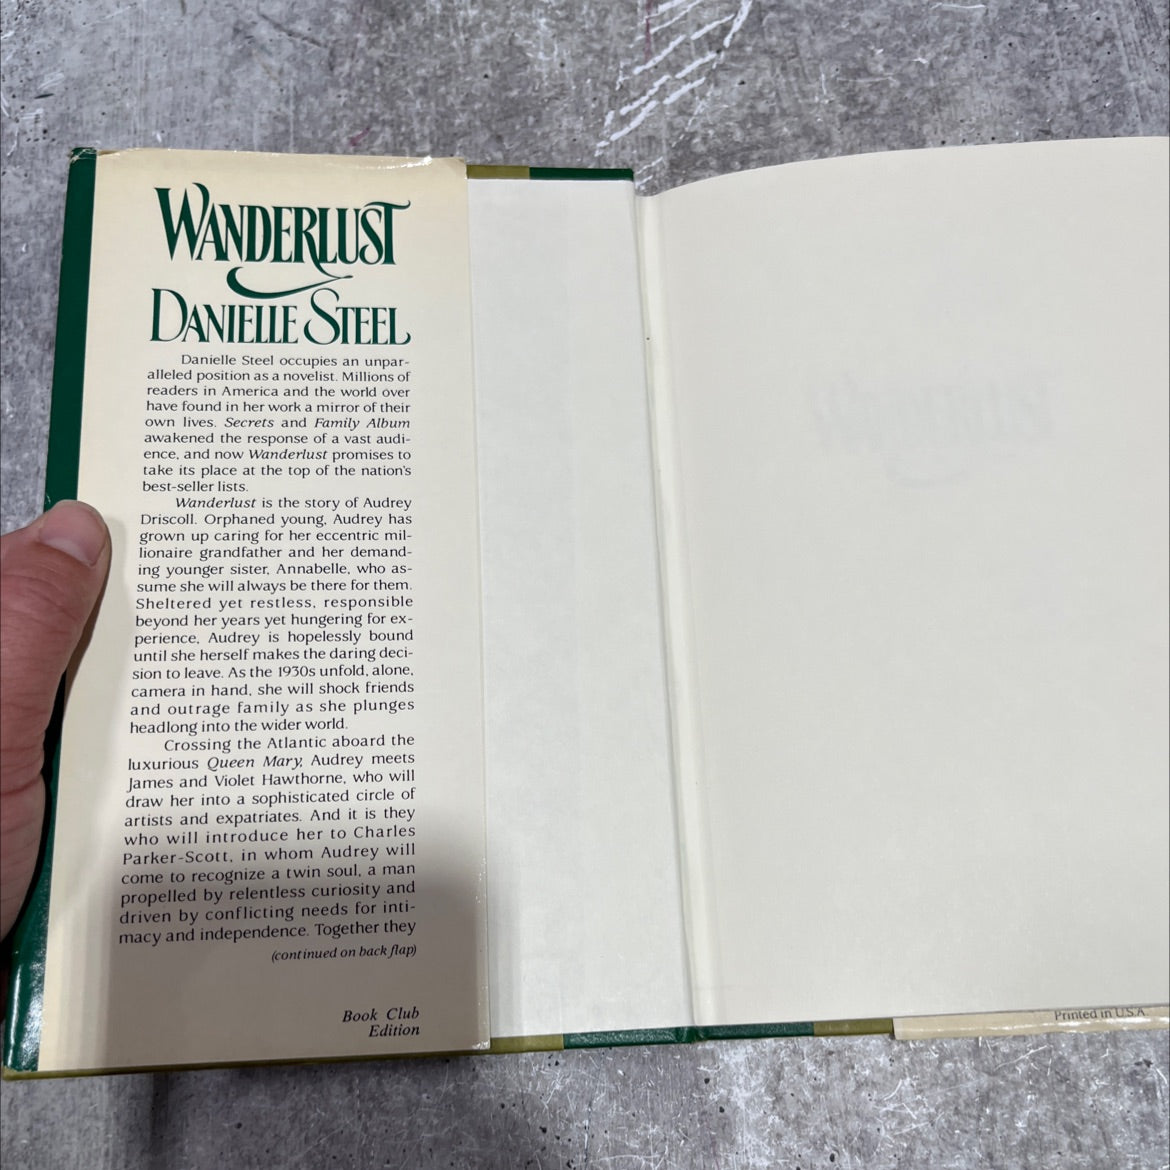 WANDERLUST
DANIELLE STEEL
Danielle Steel occupies an unpar-
alleled position as a novelist. Millions of
readers in America and the world over
have found in her work a mirror of their
own lives. Secrets and Family Album
awakened the response of a vast audi-
ence, and now Wanderlust promises to
take its place at the top of the nation's
best-seller lists.
Wanderlust is the story of Audrey
Driscoll. Orphaned young, Audrey has
grown up caring for her eccentric mil-
lionaire grandfather and her demand-
ing younger sister, Annabelle, who as-
sume she will always be there for them.
Sheltered yet restless, responsible
beyond her years yet hungering for ex-
perience, Audrey is hopelessly bound
until she herself makes the daring deci-
sion to leave. As the 1930s unfold, alone,
camera in hand, she will shock friends
and outrage family as she plunges
headlong into the wider world.
Crossing the Atlantic aboard the
luxurious Queen Mary, Audrey meets
James and Violet Hawthorne, who will
draw her into a sophisticated circle of
artists and expatriates. And it is they
who will introduce her to Charles
Parker-Scott, in whom Audrey will
come to recognize a twin soul, a man
propelled by relentless curiosity and
driven by conflicting needs for inti-
macy and independence. Together they
(continued on back flap)
Book Club
Edition
Printed in U.S.A.